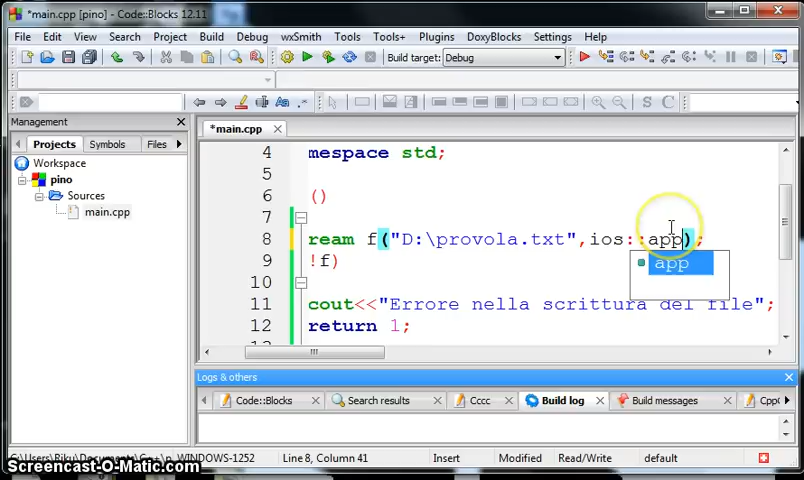 *main.cpp [pino] - Code::Blocks 12.11
File Edit View Search Project Build Debug wxSmith Tools Tools+ Plugins DoxyBlocks Settings Help
Build target: Debug
S C
Management
Projects Symbols Files
Workspace
pino
Sources
main.cpp
*main.cpp
4 mespace std;
5
6 ()
7
8 ream f("D:\provola.txt",ios::app);
app
9 !f)
10
11 cout<<"Errore nella scrittura del file";
12 return 1;
Logs & others
Code::Blocks Search results Cccc Build log Build messages
WINDOWS-1252 Line 8, Column 41 Insert Read/Write default
Screencast-O-Matic.com